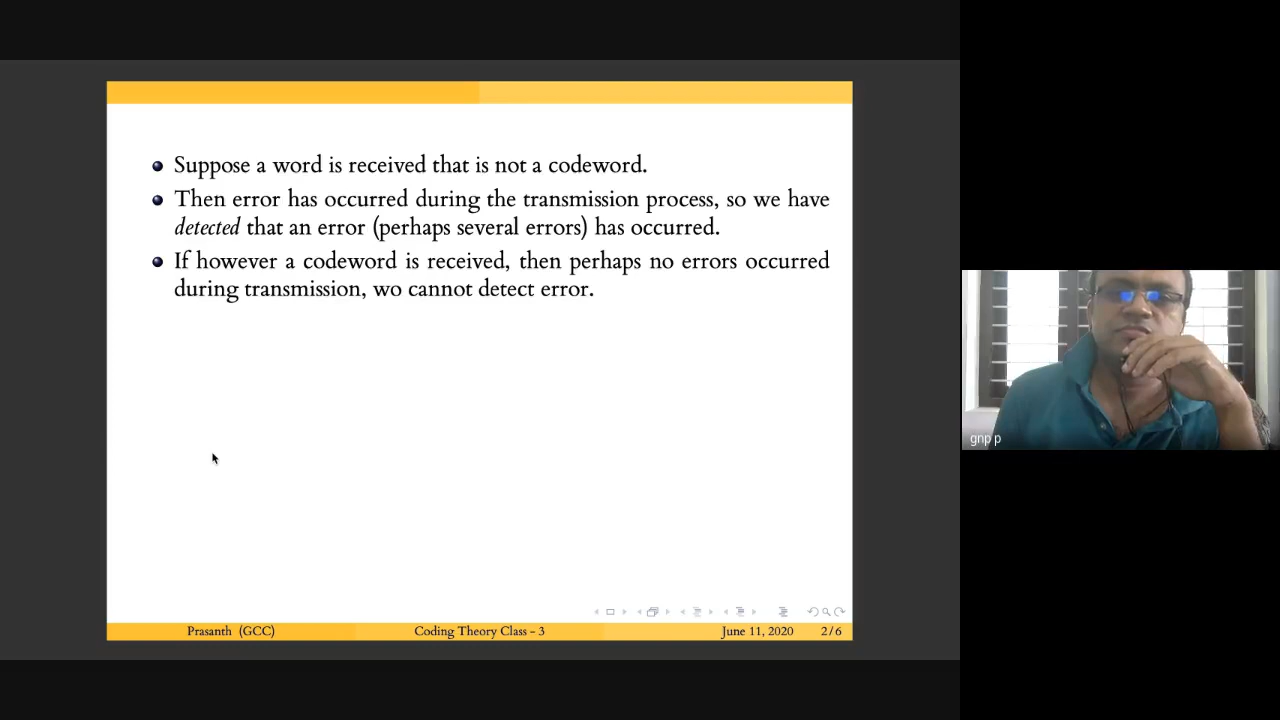 Suppose a word is received that is not a codeword.
Then error has occurred during the transmission process, so we have
detected that an error (perhaps several errors) has occurred.
If however a codeword is received, then perhaps no errors occurred
during transmission, wo cannot detect error.
gnp p
Prasanth (GCC) Coding Theory Class - 3 June 11, 2020 2/6